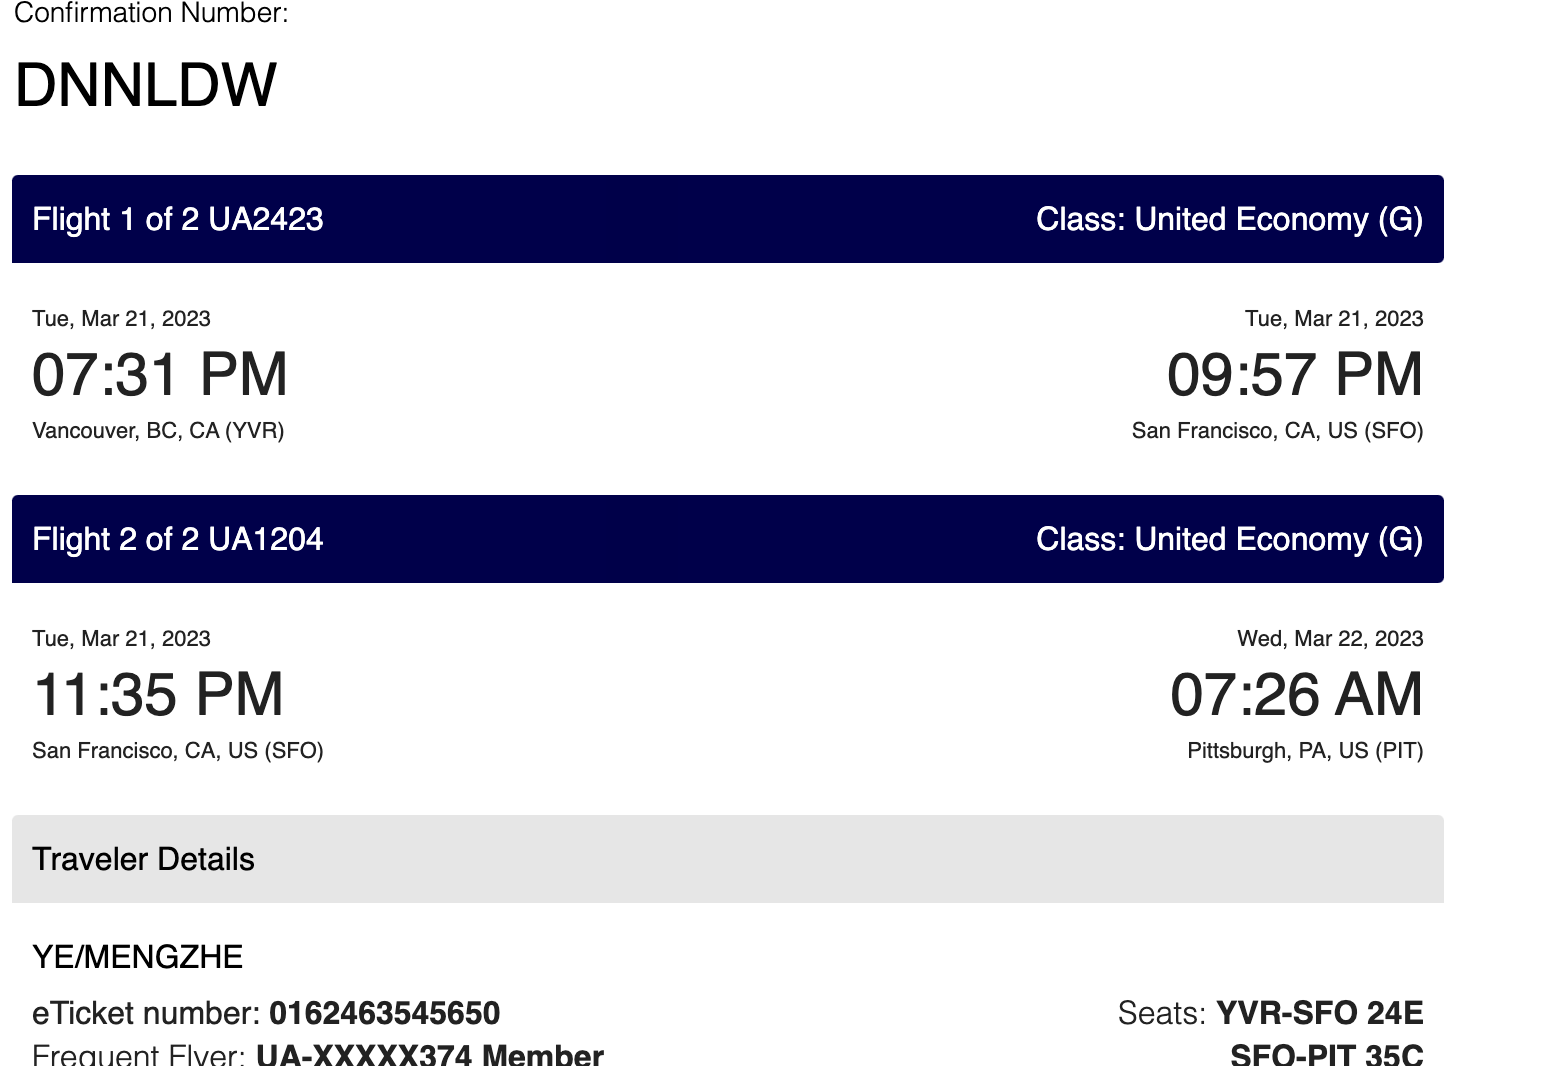 Confirmation Number:
DNNLDW
Flight 1 of 2 UA2423 Class: United Economy (G)
Tue, Mar 21, 2023 Tue, Mar 21, 2023
07:31 PM 09:57 PM
Vancouver, BC, CA (YVR) San Francisco, CA, US (SFO)
Flight 2 of 2 UA1204 Class: United Economy (G)
Tue, Mar 21, 2023 Wed, Mar 22, 2023
11:35 PM 07:26 AM
San Francisco, CA, US (SFO) Pittsburgh, PA, US (PIT)
Traveler Details
YE/MENGZHE
eTicket number: 0162463545650 Seats: YVR-SFO 24E
Frequent Flyer: UA-XXXXX374 Member SFO-PIT 35C